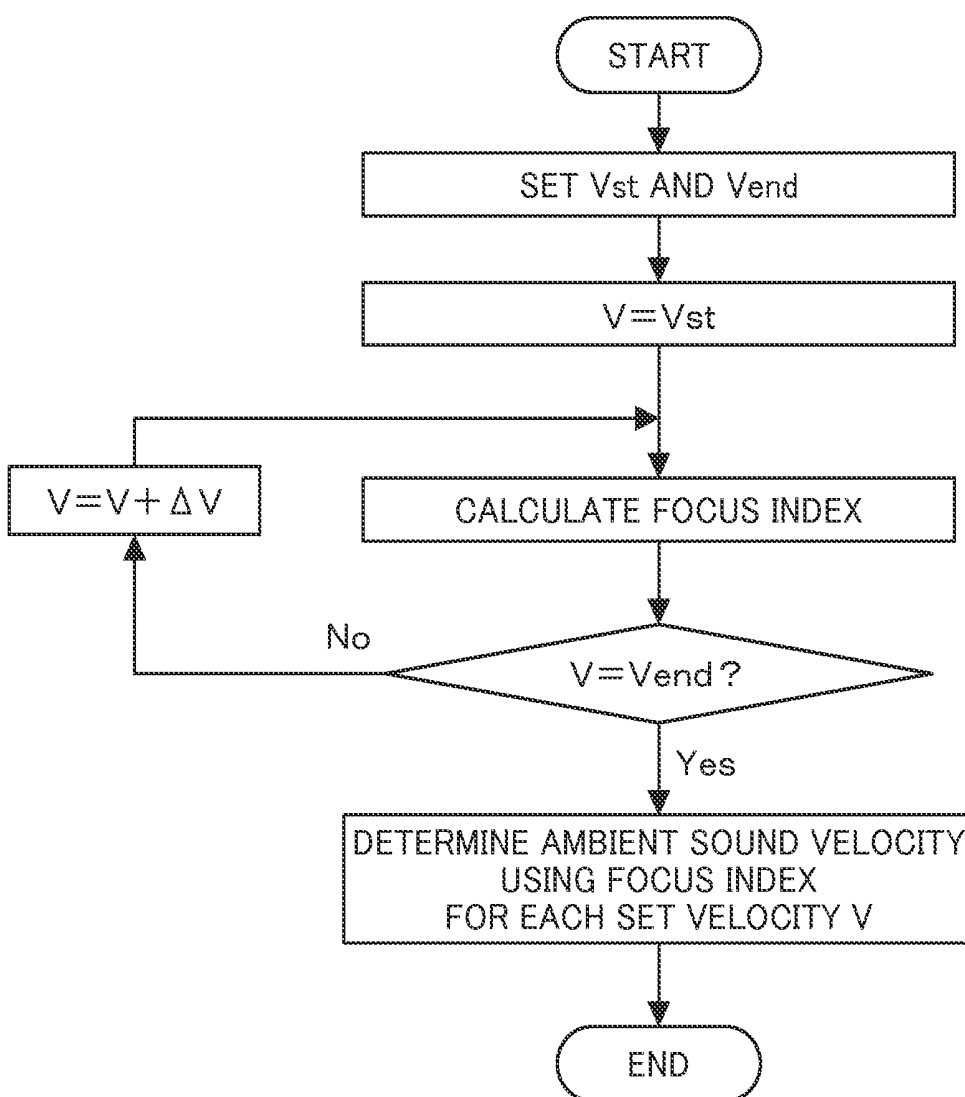 START
SET Vst AND Vend
V=Vst
V=V+ΔV
CALCULATE FOCUS INDEX
No
V=Vend?
Yes
DETERMINE AMBIENT SOUND VELOCITY
USING FOCUS INDEX
FOR EACH SET VELOCITY V
END